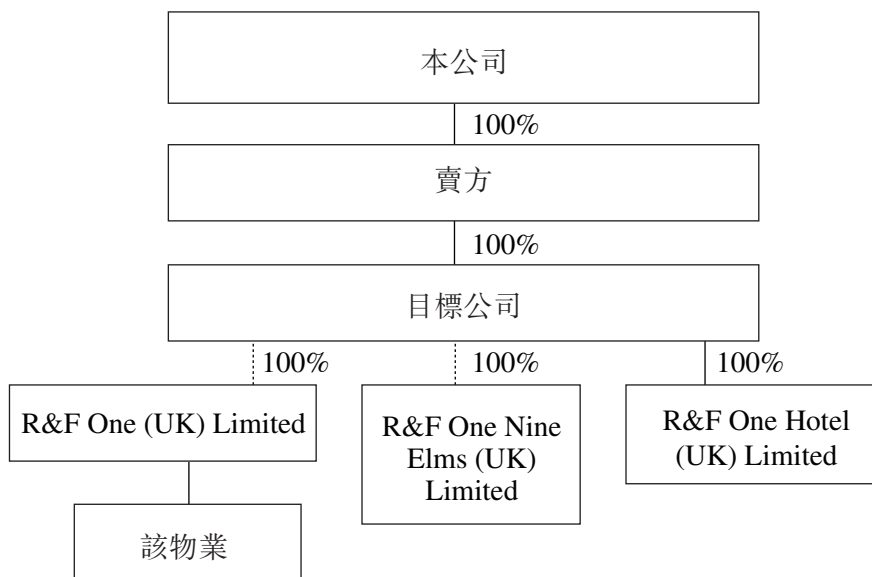 本公司
100%
賣方
100%
目標公司
100%
100%
100%
R&F One (UK) Limited
R&F One Nine
Elms (UK)
Limited
R&F One Hotel
(UK) Limited
該物業